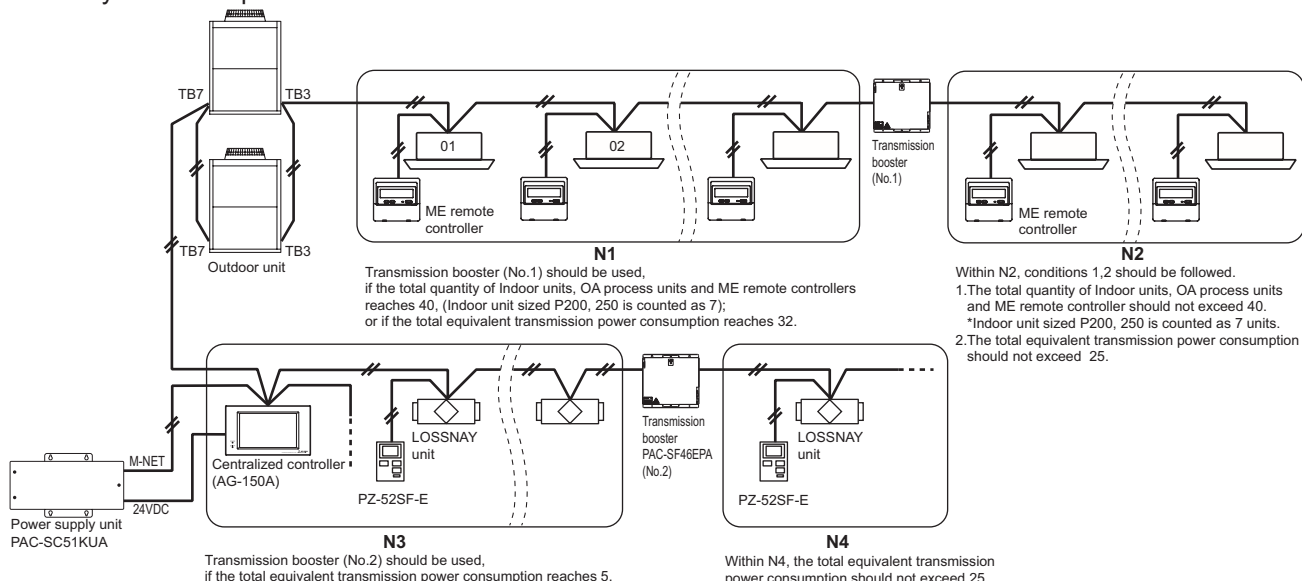 TB7
TB3
01
02
ME remote
controller
Transmission
booster
(No.1)
ME remote
controller
TB7
TB3
Outdoor unit
N1
Transmission booster (No.1) should be used,
if the total quantity of Indoor units, OA process units and ME remote controllers
reaches 40, (Indoor unit sized P200, 250 is counted as 7);
or if the total equivalent transmission power consumption reaches 32.
N2
Within N2, conditions 1,2 should be followed.
1.The total quantity of Indoor units, OA process units
and ME remote controller should not exceed 40.
*Indoor unit sized P200, 250 is counted as 7 units.
2.The total equivalent transmission power consumption
should not exceed 25.
M-NET
24VDC
Power supply unit
PAC-SC51KUA
Centralized controller
(AG-150A)
LOSSNAY
unit
PZ-52SF-E
Transmission
booster
PAC-SF46EPA
(No.2)
LOSSNAY
unit
PZ-52SF-E
N3
Transmission booster (No.2) should be used,
if the total equivalent transmission power consumption reaches 5.
N4
Within N4, the total equivalent transmission
power consumption should not exceed 25.